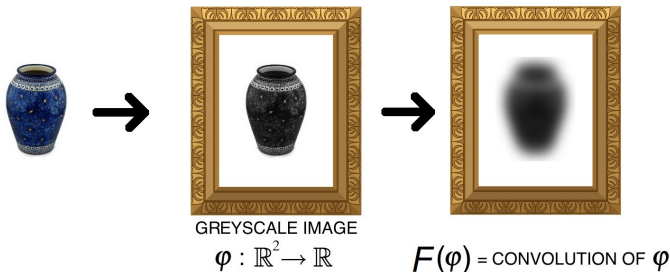 GREYSCALE IMAGE
φ : ℝ² → ℝ
F(φ) = CONVOLUTION OF φ